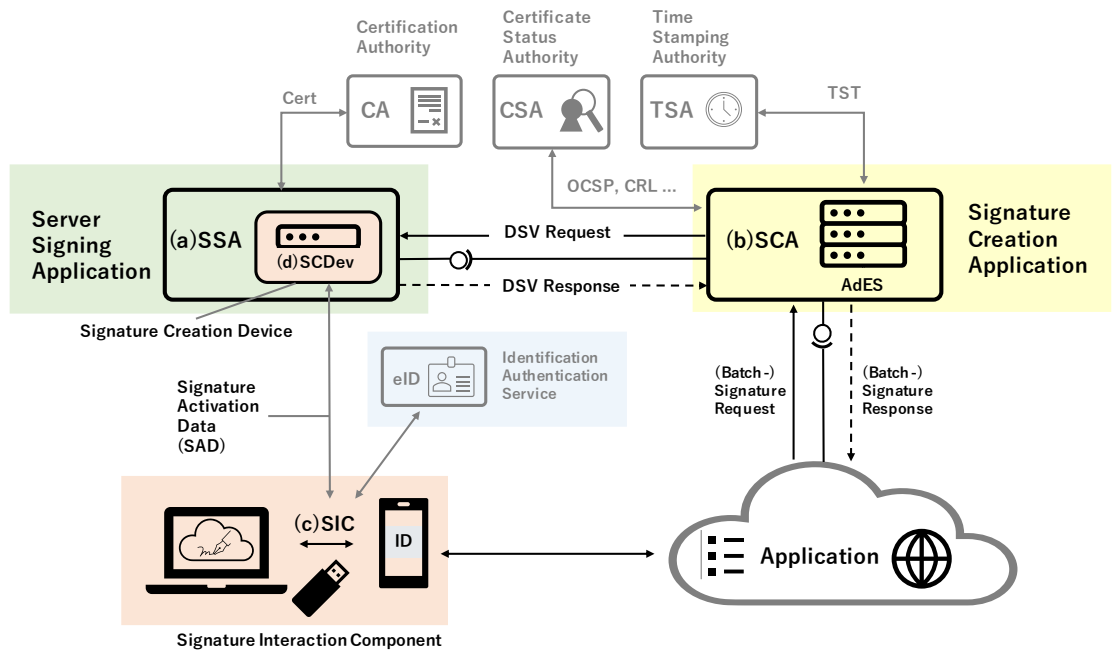 Certification
Authority
Certificate
Status
Authority
Time
Stamping
Authority
Cert
CA
CSA
TSA
TST
OCSP, CRL ...
Server
Signing
Application
(a)SSA
(d)SCDev
DSV Request
DSV Response
(b)SCA
AdES
Signature
Creation
Application
Signature Creation Device
eID
Identification
Authentication
Service
Signature
Activation
Data
(SAD)
(Batch-)
Signature
Request
(Batch-)
Signature
Response
(c)SIC
ID
Application
Signature Interaction Component